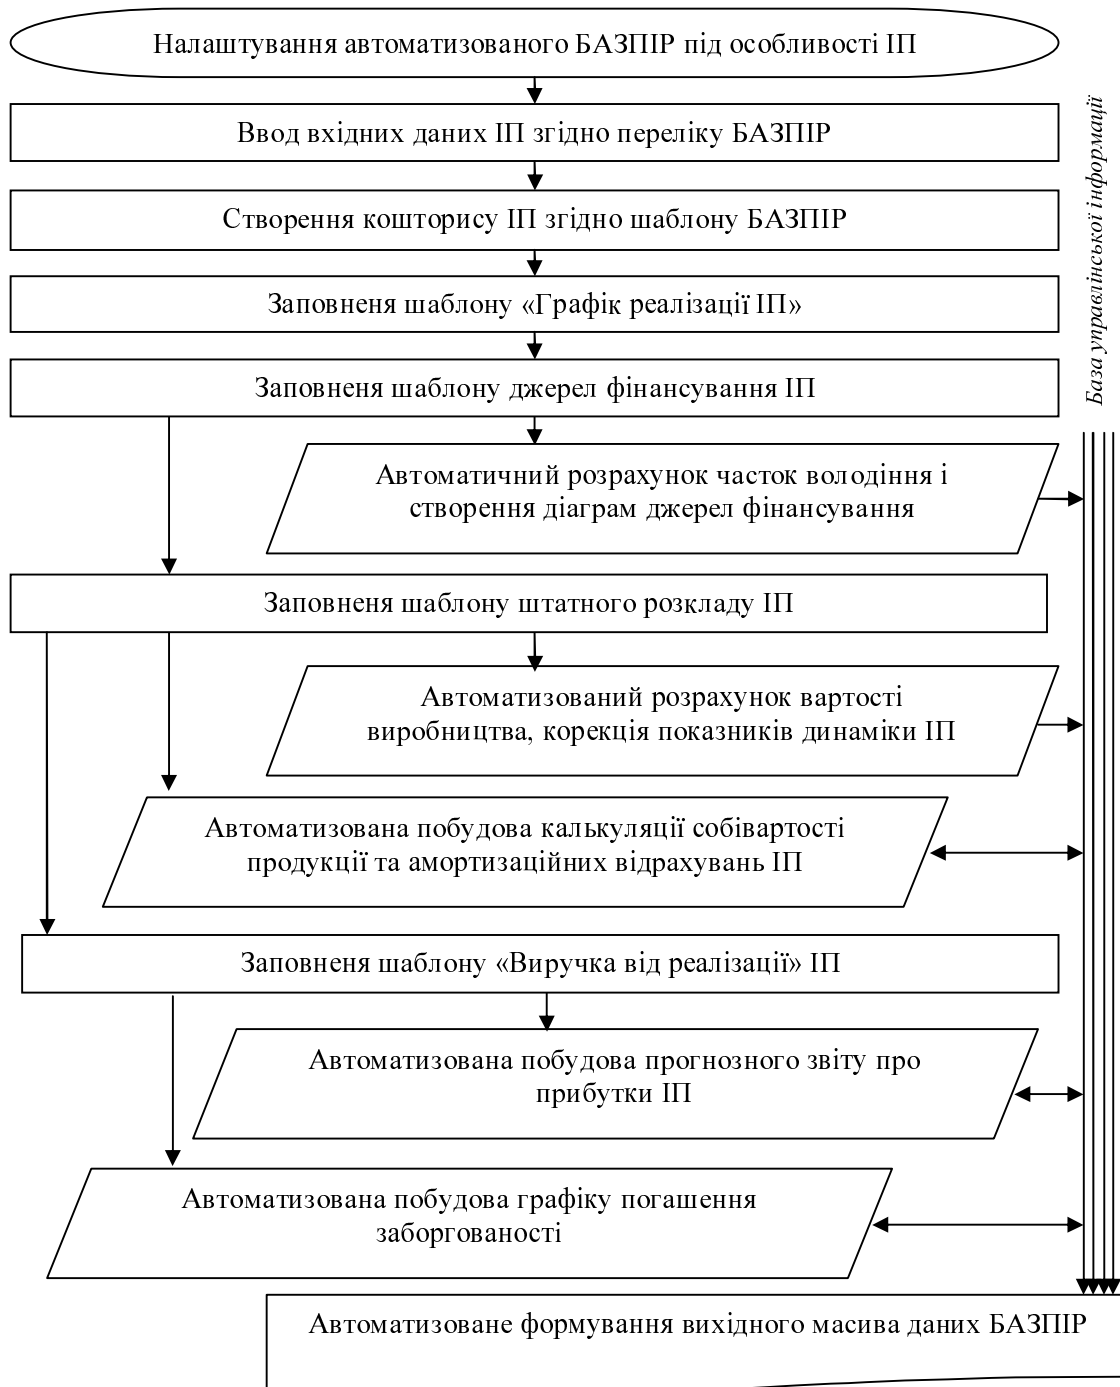 Налаштування автоматизованого БАЗПІР під особливості ІП
Ввод вхідних даних ІП згідно переліку БАЗПІР
Створення кошторису ІП згідно шаблону БАЗПІР
Заповненя шаблону «Графік реалізації ІП»
Заповненя шаблону джерел фінансування ІП
Автоматичний розрахунок часток володіння і
створення діаграм джерел фінансування
Заповненя шаблону штатного розкладу ІП
Автоматизований розрахунок вартості
виробництва, корекція показників динаміки ІП
Автоматизована побудова калькуляції собівартості
продукції та амортизаційних відрахувань ІП
Заповненя шаблону «Виручка від реалізації» ІП
Автоматизована побудова прогнозного звіту про
прибутки ІП
Автоматизована побудова графіку погашення
заборгованості
Автоматизоване формування вихідного масива даних БАЗПІР
База управлінської інформації